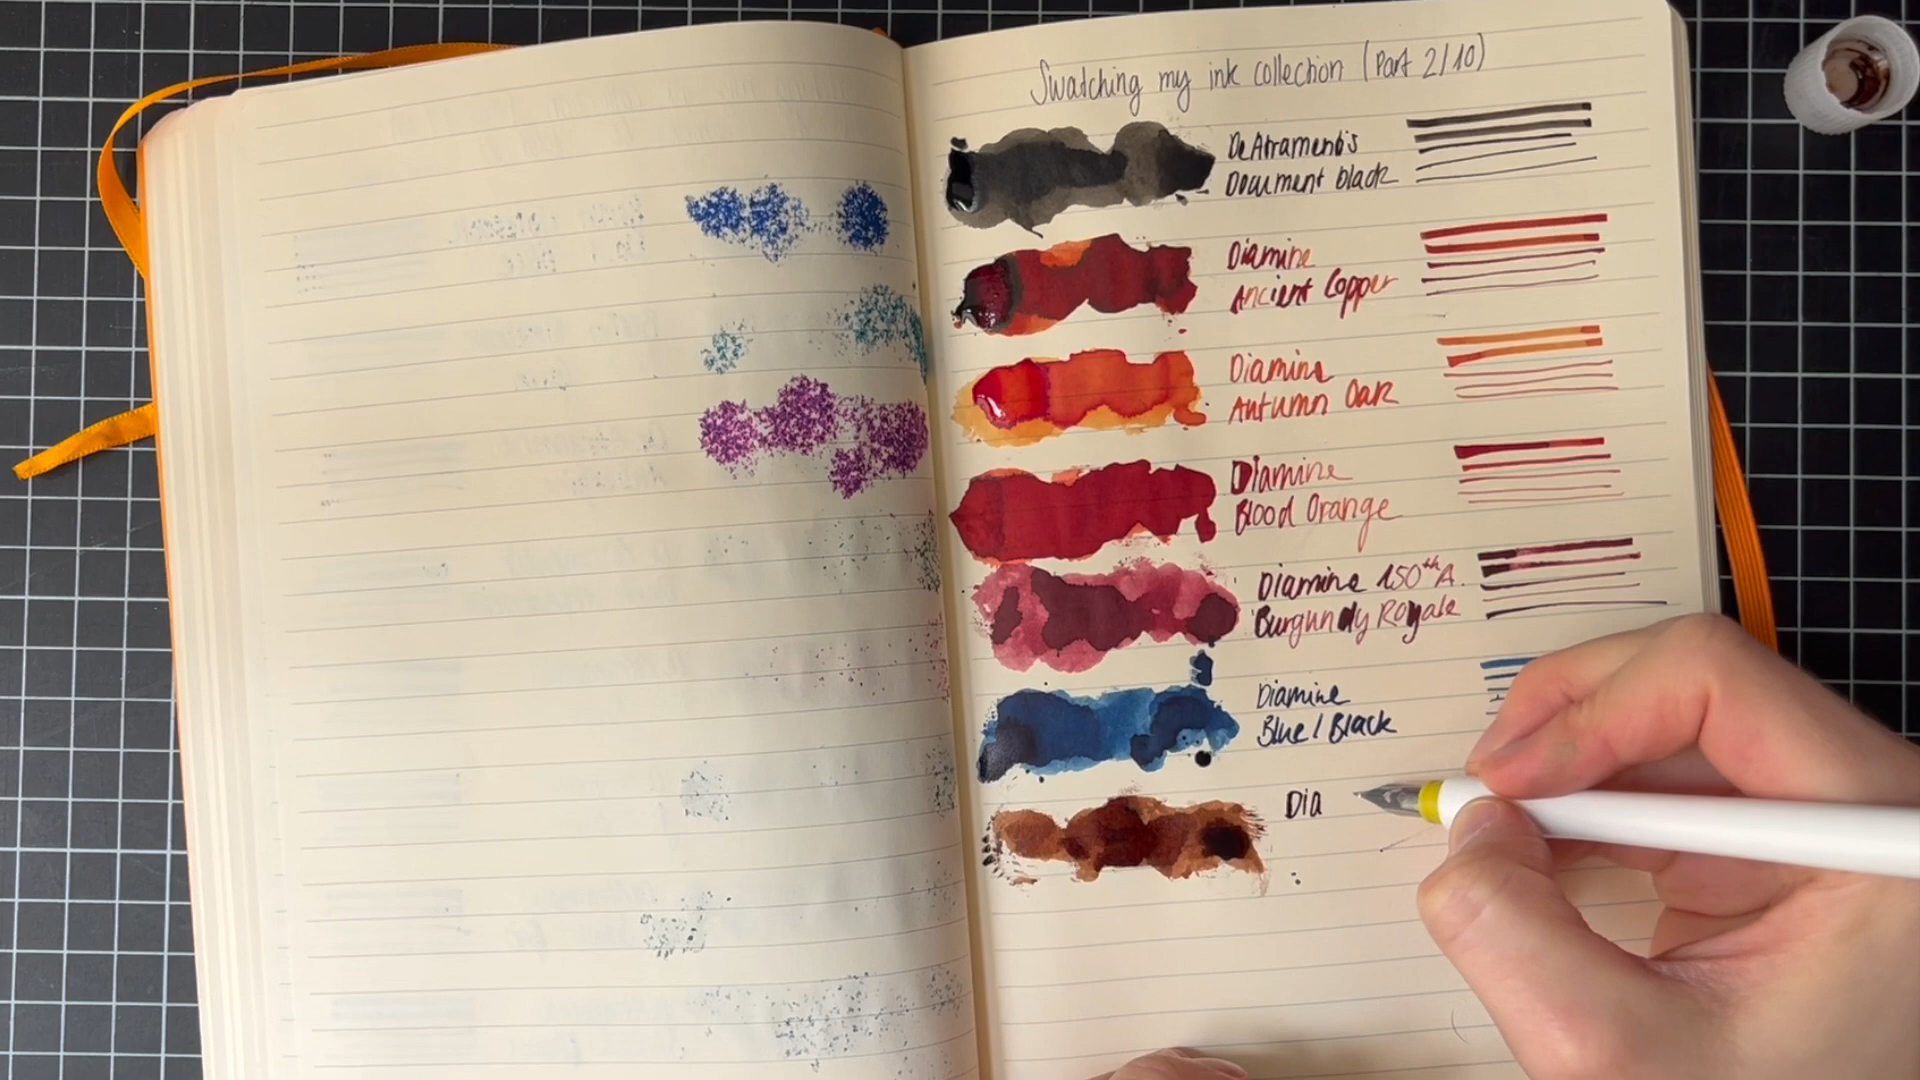 Swatching my ink collection (Part 2/10)
DeAtraments
Document black
Diamine
Ancient Copper
Diamine
Autumn Oak
Diamine
Blood Orange
Diamine 150th A.
Burgundy Royale
Diamine
Blue/Black
Dia